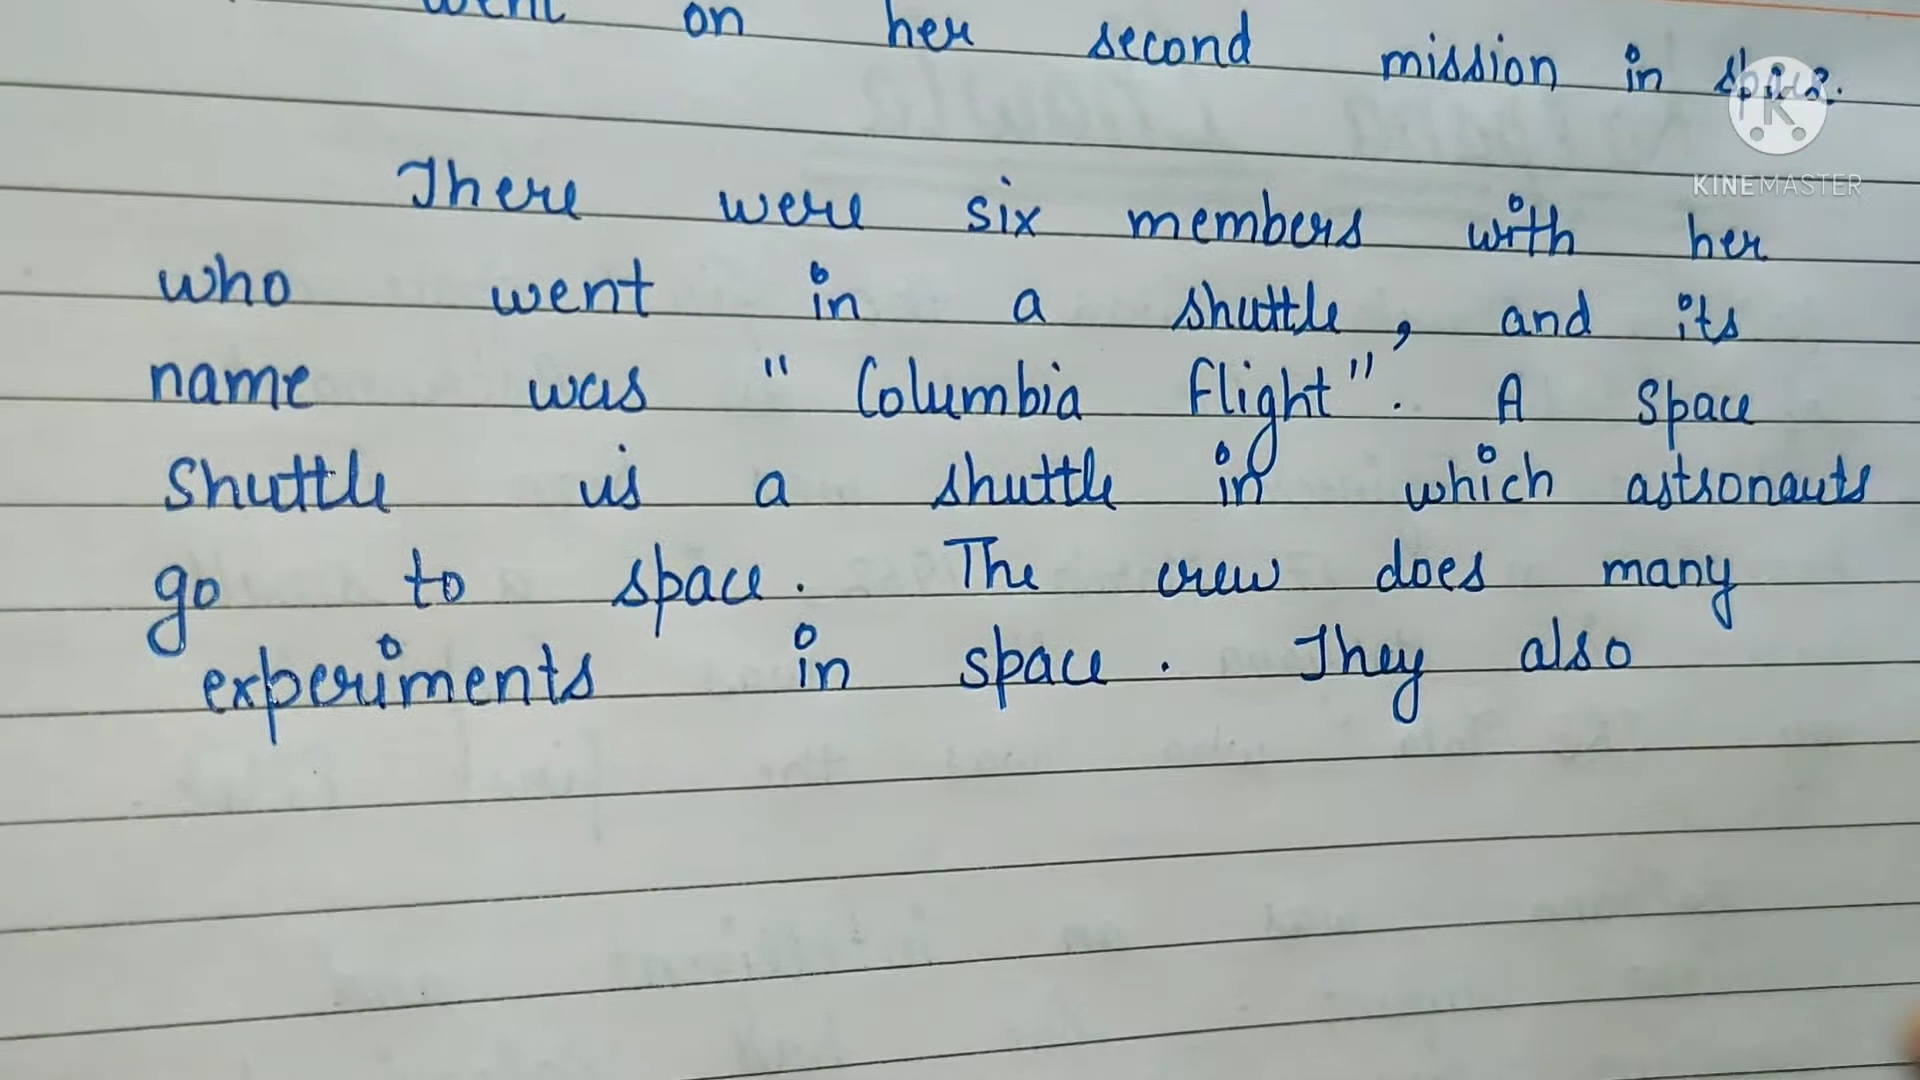 went on her second mission in space.
KINEMASTER
There were six members with her
who went in a shuttle, and its
name was "Columbia Flight". A Space
Shuttle is a shuttle in which astronauts
go to space. The crew does many
experiments in space. They also